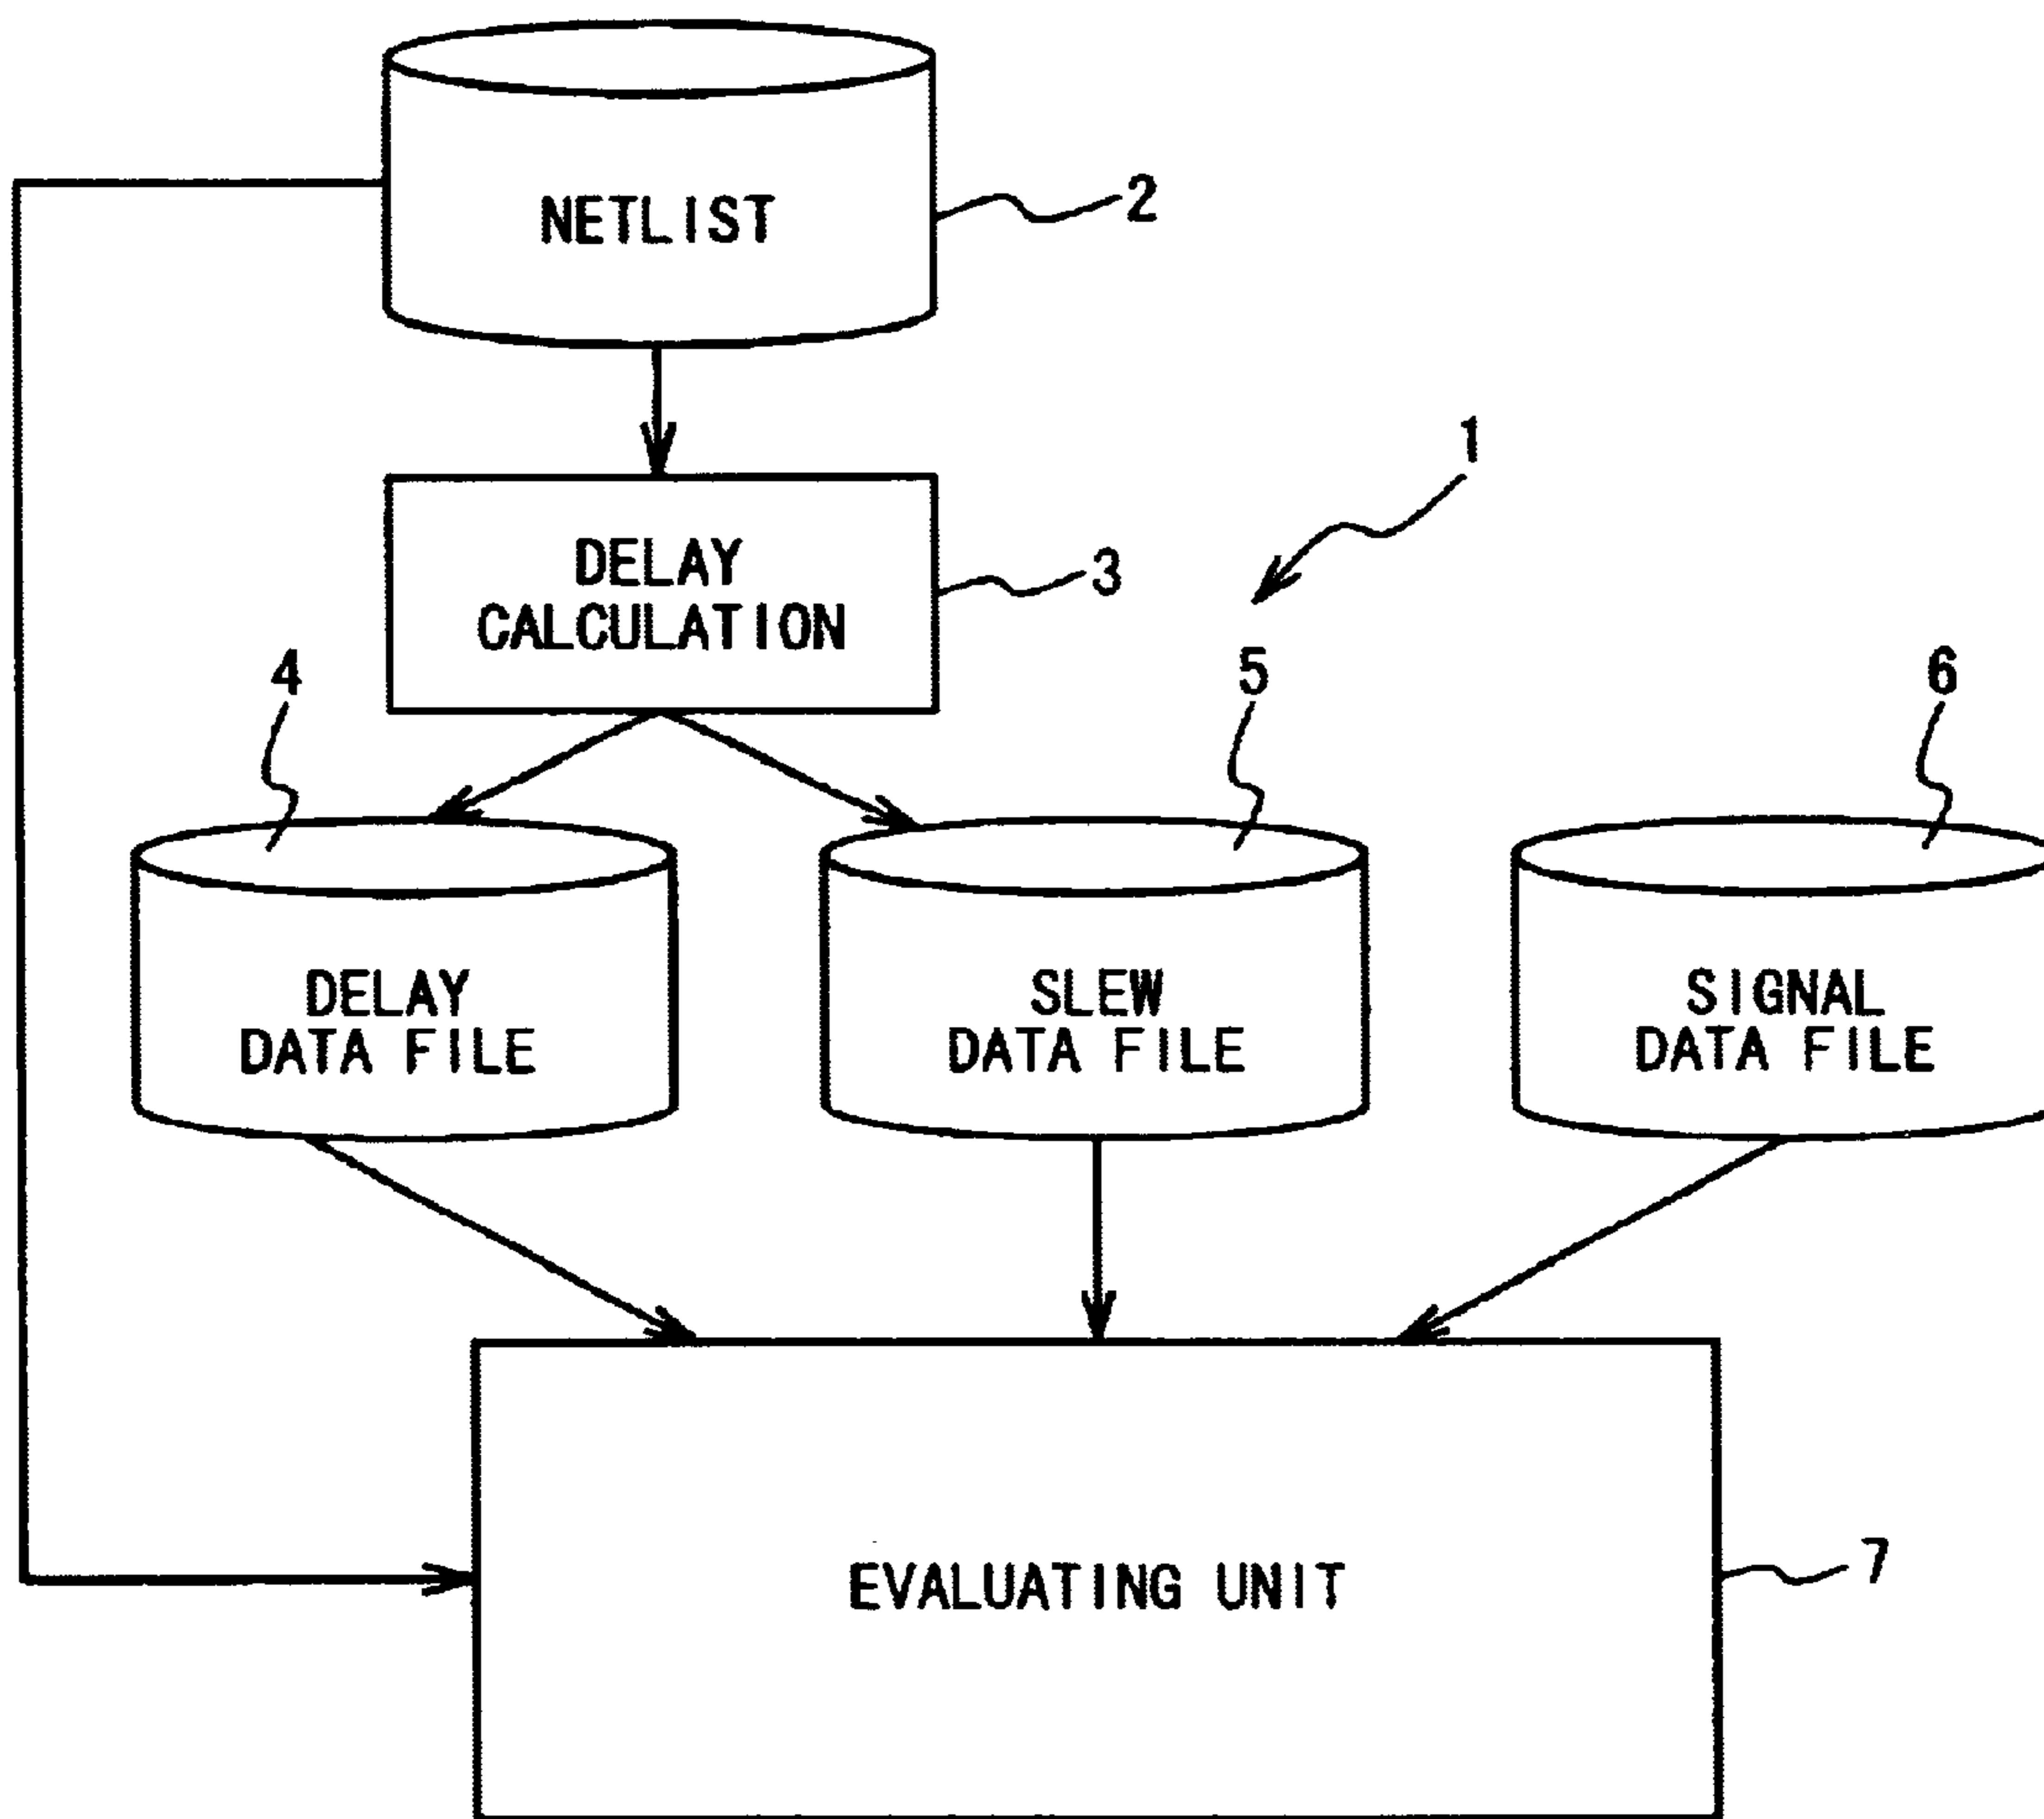 NETLIST
2
1
DELAY
CALCULATION
3
4
5
6
DELAY
DATA FILE
SLEW
DATA FILE
SIGNAL
DATA FILE
EVALUATING UNIT
7